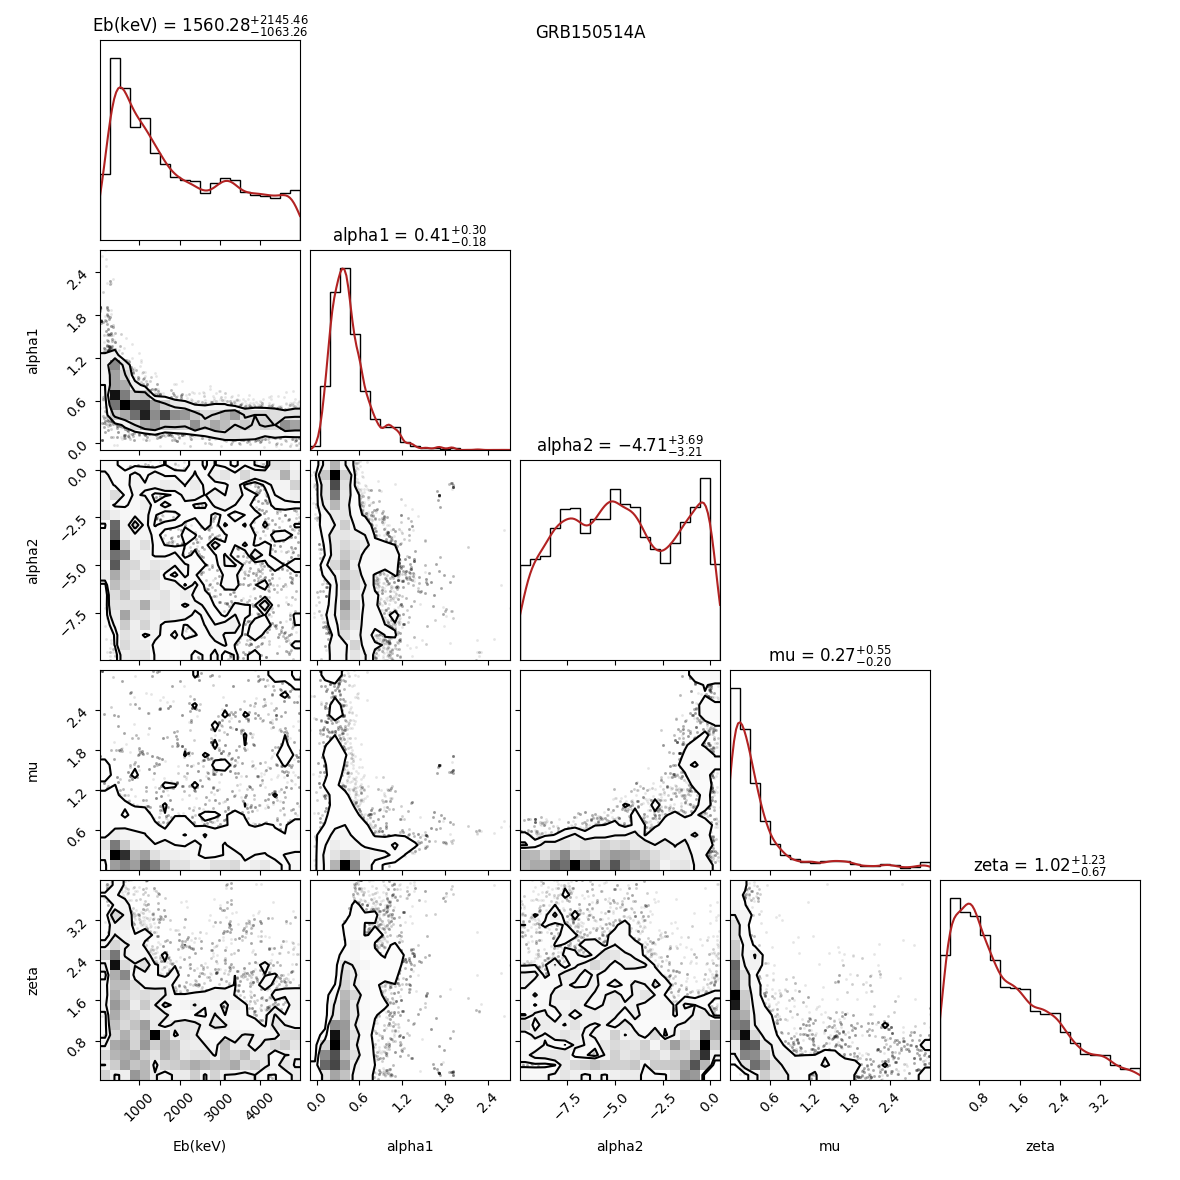 GRB150514A
Eb(keV) = 1560.28+2145.46 −1063.26
alpha1 = 0.41+0.30 −0.18
2.4
1.8
1.2
0.6
0.0
alpha1
alpha2 = −4.71+3.69 −3.21
0.0
−2.5
−5.0
−7.5
alpha2
mu = 0.27+0.55 −0.20
2.4
1.8
1.2
0.6
mu
zeta = 1.02+1.23 −0.67
3.2
2.4
1.6
0.8
zeta
1000 2000 3000 4000 0.0 0.6 1.2 1.8 2.4 −7.5 −5.0 −2.5 0.0 0.6 1.2 1.8 2.4 0.8 1.6 2.4 3.2
Eb(keV) alpha1 alpha2 mu zeta